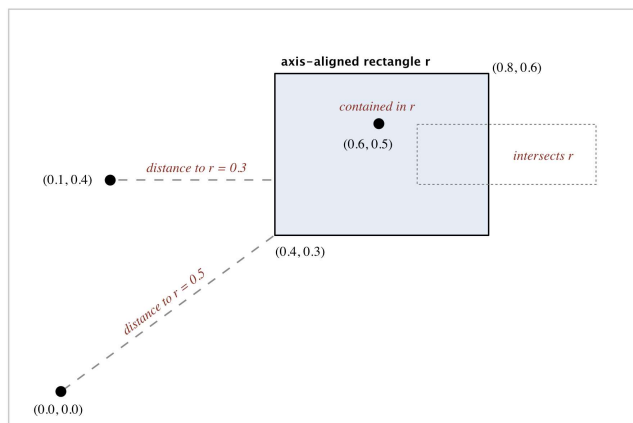 axis-aligned rectangle r
(0.8, 0.6)
contained in r
(0.6, 0.5)
intersects r
distance to r = 0.3
(0.1, 0.4)
(0.4, 0.3)
distance to r = 0.5
(0.0, 0.0)